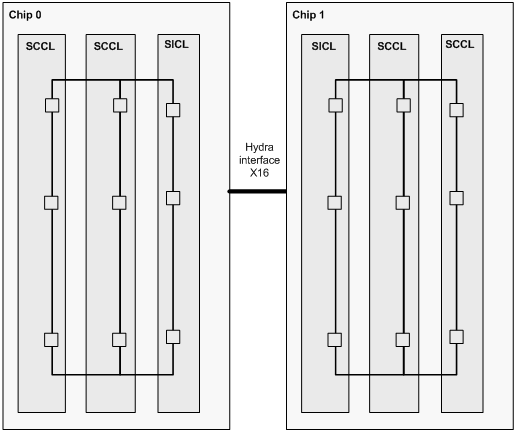 Chip 0
SCCL
SCCL
SICL
Hydra
interface
X16
Chip 1
SICL
SCCL
SCCL